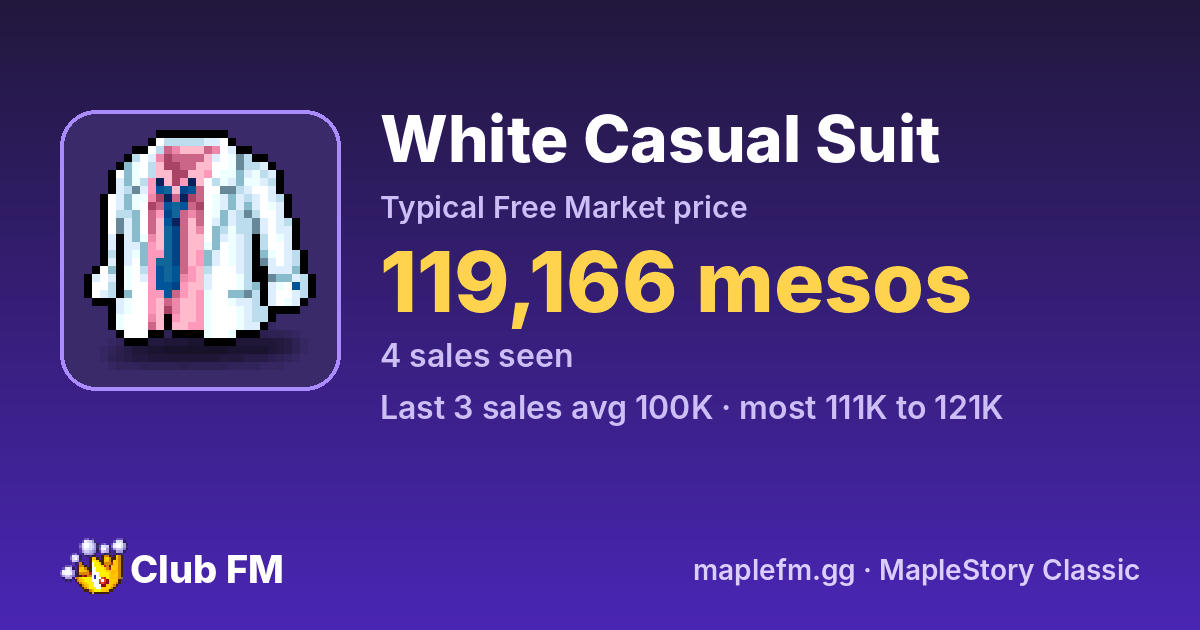 White Casual Suit
Typical Free Market price
119,166 mesos
4 sales seen
Last 3 sales avg 100K · most 111K to 121K
Club FM
maplefm.gg · MapleStory Classic